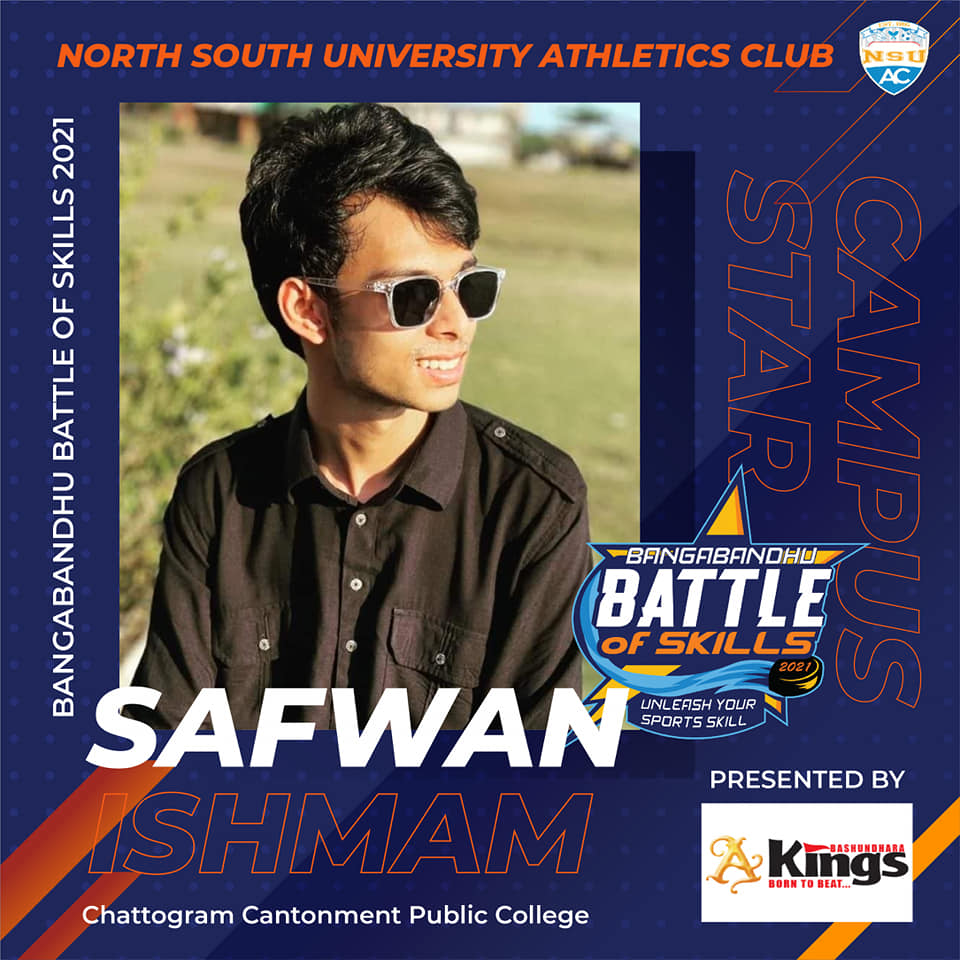 NORTH SOUTH UNIVERSITY ATHLETICS CLUB
NSU
AC
BANGABANDHU BATTLE OF SKILLS 2021
CAMPUS
STAR
BANGABANDHU
BATTLE
of SKILLS
2021
UNLEASH YOUR
SPORTS SKILL
SAFWAN
ISHMAM
Chattogram Cantonment Public College
PRESENTED BY
A
BASHUNDHARA
Kings
BORN TO BEAT...